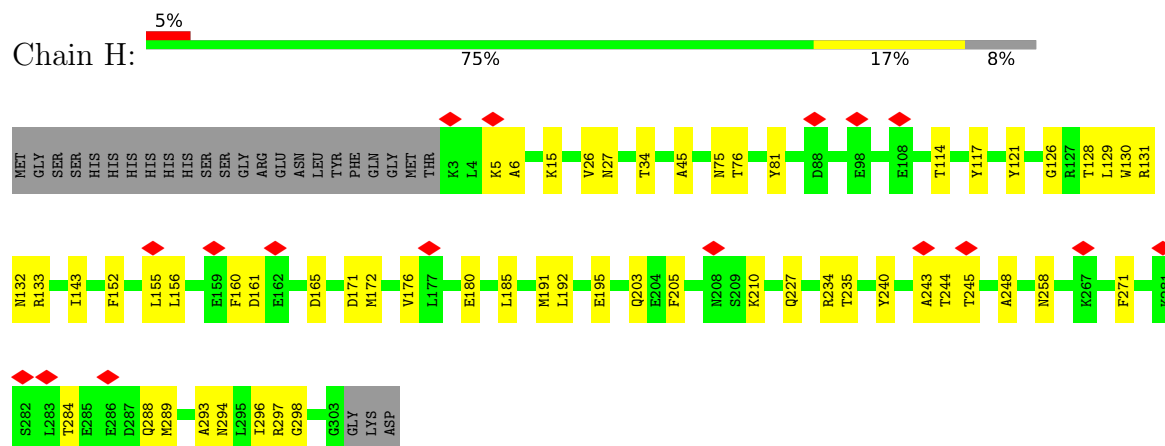 5%
Chain H:
75% 17% 8%
MET GLY SER SER HIS HIS HIS HIS HIS HIS SER SER GLY ARG GLU ASN LEU TYR PHE GLN GLY MET THR K3 L4 K5 A6 K15 V26 N27 T34 A45 N75 T76 Y81 D88 E98 E108 T114 Y117 Y121 G126 R127 T128 L129 W130 R131
N132 R133 I143 F152 L155 L156 E159 F160 D161 E162 D165 D171 M172 V176 L177 E180 L185 M191 L192 E195 Q203 E204 F205 N208 S209 K210 Q227 R234 T235 Y240 A243 T244 T245 A248 N258 K267 F271
S282 L283 T284 E285 E286 D287 Q288 M289 A293 N294 L295 I296 R297 G298 G303 GLY LYS ASP